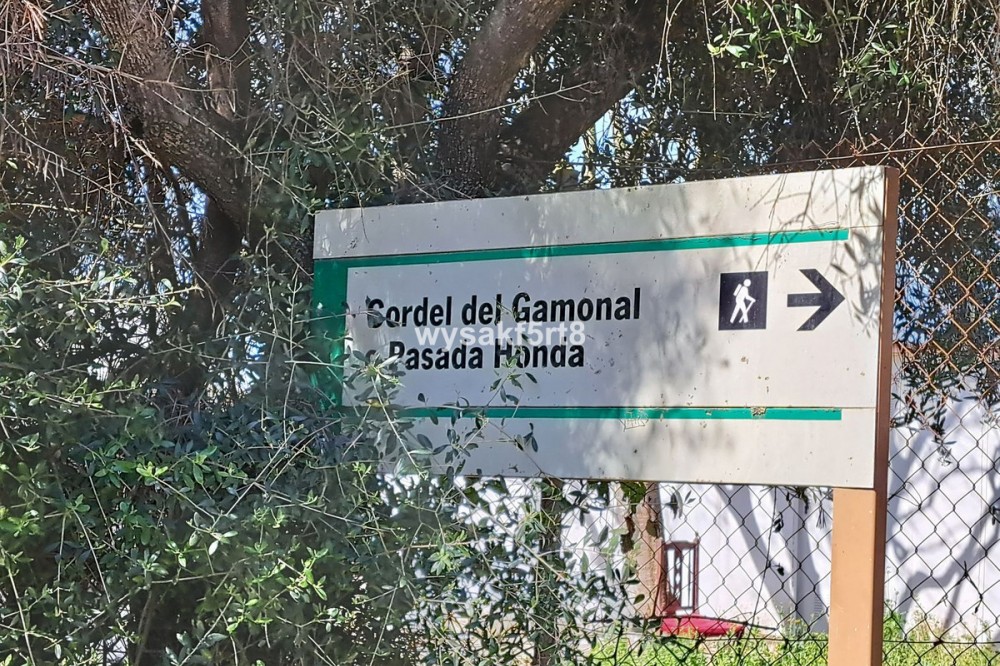 Cordel del Gamonal
o Pasada Honda
wysakf5rt8